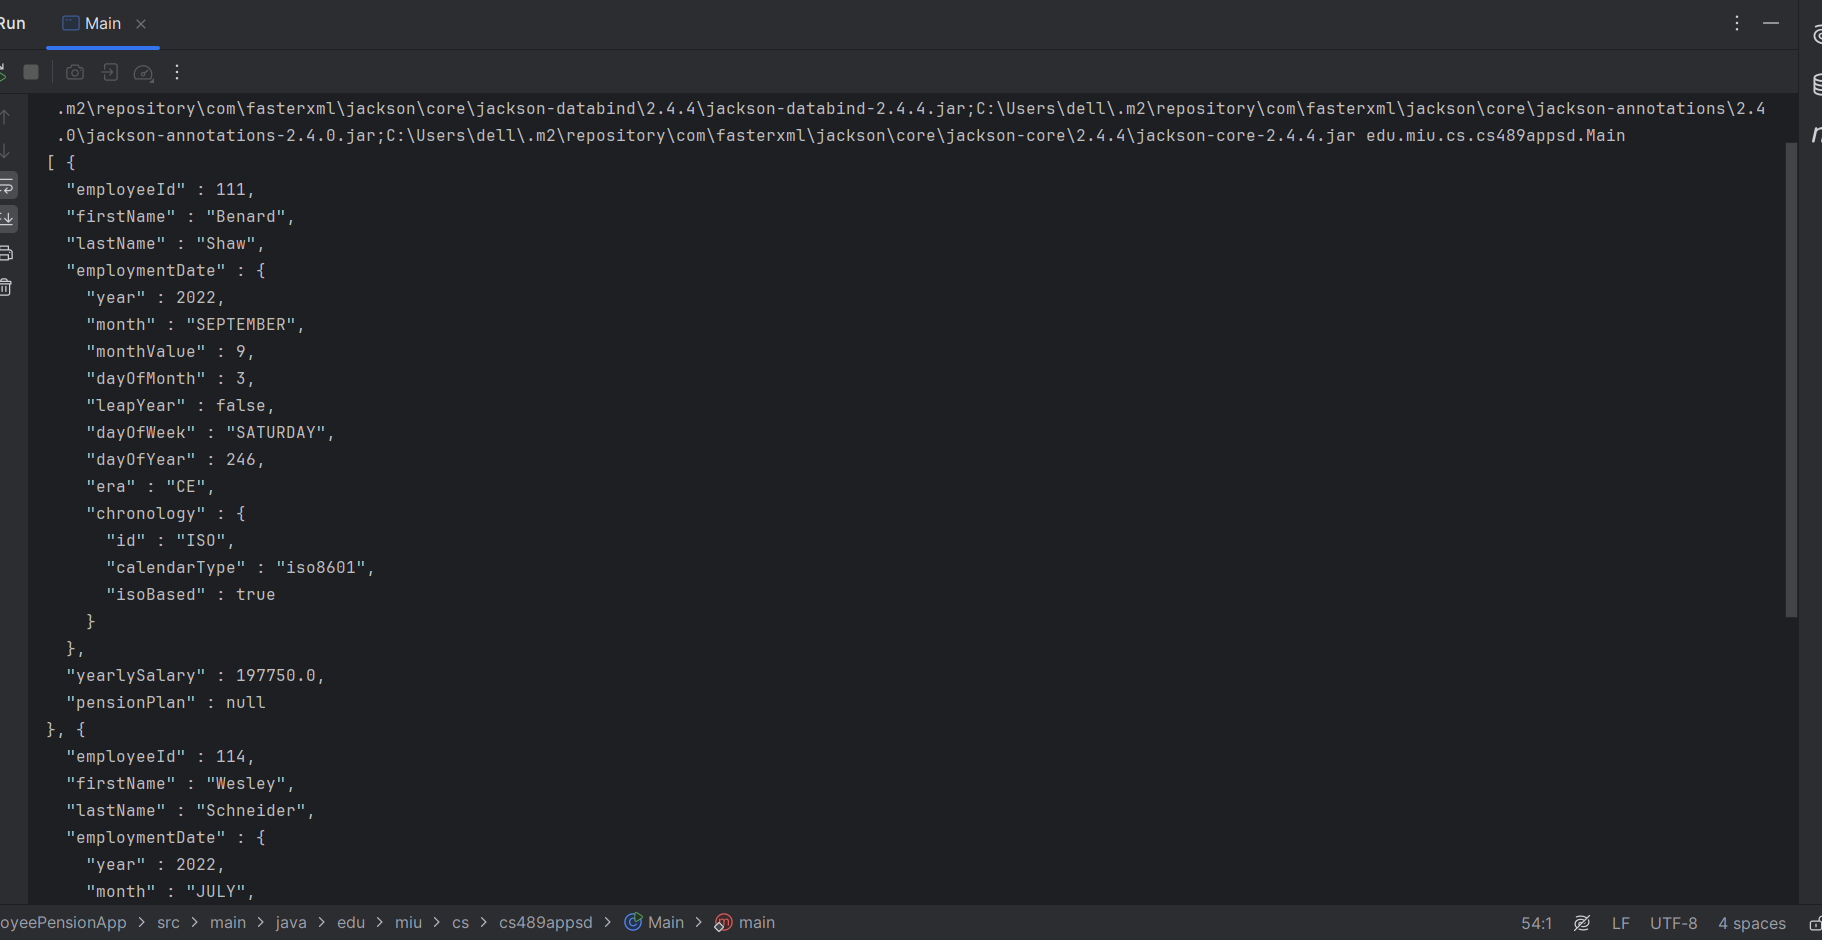 Run Main
.m2\repository\com\fasterxml\jackson\core\jackson-databind\2.4.4\jackson-databind-2.4.4.jar;C:\Users\dell\.m2\repository\com\fasterxml\jackson\core\jackson-annotations\2.4
.0\jackson-annotations-2.4.0.jar;C:\Users\dell\.m2\repository\com\fasterxml\jackson\core\jackson-core\2.4.4\jackson-core-2.4.4.jar edu.miu.cs.cs489appsd.Main
[ {
  "employeeId" : 111,
  "firstName" : "Benard",
  "lastName" : "Shaw",
  "employmentDate" : {
    "year" : 2022,
    "month" : "SEPTEMBER",
    "monthValue" : 9,
    "dayOfMonth" : 3,
    "leapYear" : false,
    "dayOfWeek" : "SATURDAY",
    "dayOfYear" : 246,
    "era" : "CE",
    "chronology" : {
      "id" : "ISO",
      "calendarType" : "iso8601",
      "isoBased" : true
    }
  },
  "yearlySalary" : 197750.0,
  "pensionPlan" : null
}, {
  "employeeId" : 114,
  "firstName" : "Wesley",
  "lastName" : "Schneider",
  "employmentDate" : {
    "year" : 2022,
    "month" : "JULY",
oyeePensionApp > src > main > java > edu > miu > cs > cs489appsd > Main > main 54:1 LF UTF-8 4 spaces